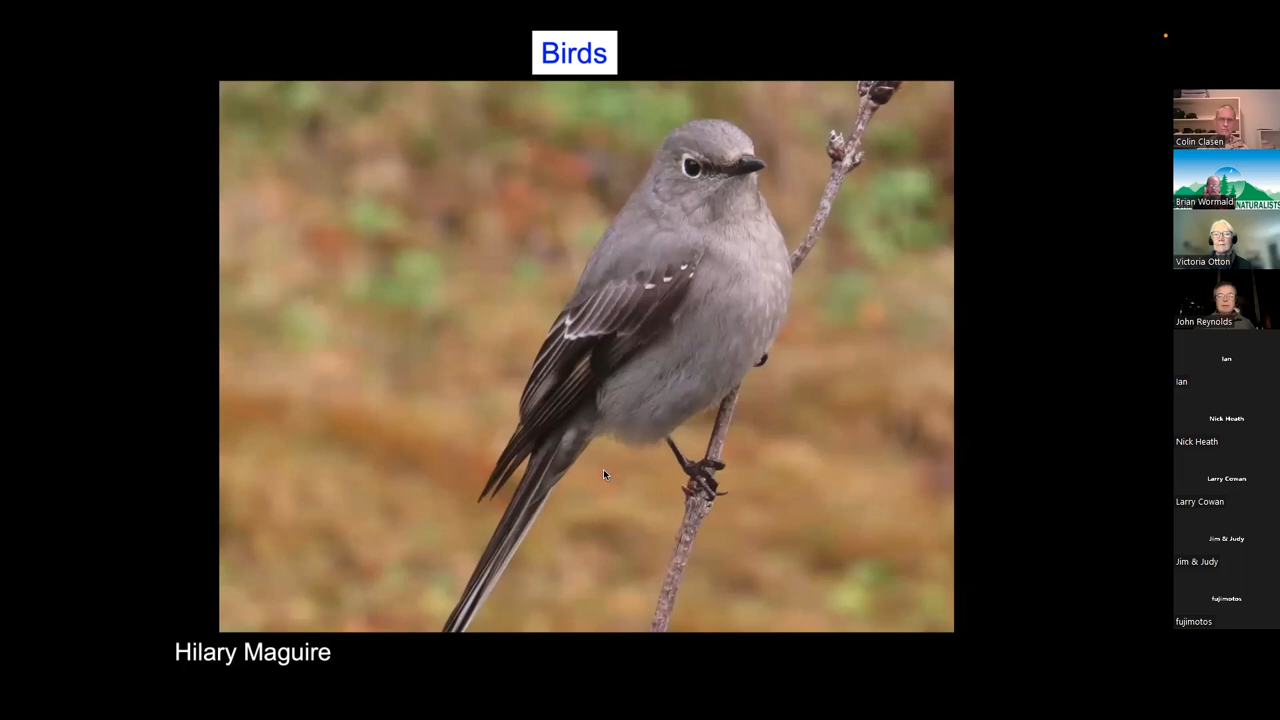 Birds
Hilary Maguire
Colin Clasen
Brian Wormald
NATURALISTS
Victoria Otton
John Reynolds
Ian
Ian
Nick Heath
Nick Heath
Larry Cowan
Larry Cowan
Jim & Judy
Jim & Judy
fujimotos
fujimotos